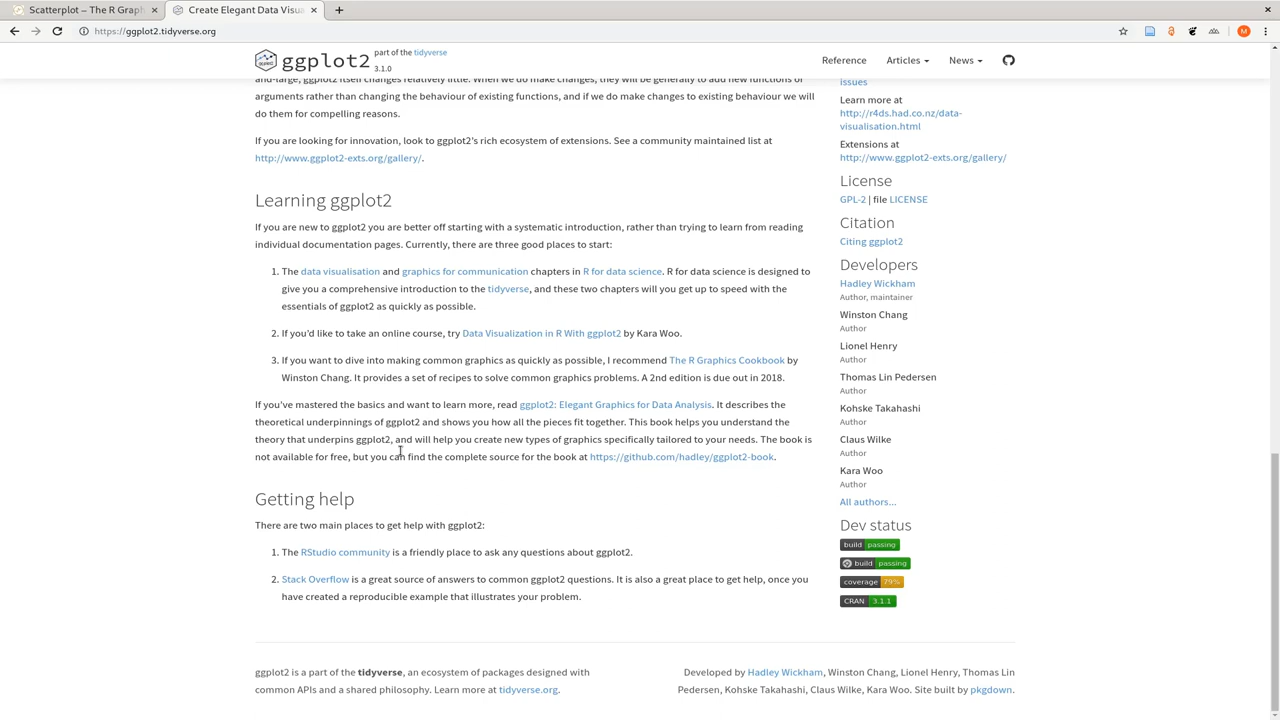 Scatterplot – The R Grap
Create Elegant Data Visua
https://ggplot2.tidyverse.org
M
ggplot2 part of the tidyverse
3.1.0
Reference Articles News
and-large, ggplot2 itself changes relatively little. When we do make changes, they will be generally to add new functions or
arguments rather than changing the behaviour of existing functions, and if we do make changes to existing behaviour we will
do them for compelling reasons.
If you are looking for innovation, look to ggplot2's rich ecosystem of extensions. See a community maintained list at
http://www.ggplot2-exts.org/gallery/.
Learning ggplot2
If you are new to ggplot2 you are better off starting with a systematic introduction, rather than trying to learn from reading
individual documentation pages. Currently, there are three good places to start:
1. The data visualisation and graphics for communication chapters in R for data science. R for data science is designed to
give you a comprehensive introduction to the tidyverse, and these two chapters will you get up to speed with the
essentials of ggplot2 as quickly as possible.
2. If you'd like to take an online course, try Data Visualization in R With ggplot2 by Kara Woo.
3. If you want to dive into making common graphics as quickly as possible, I recommend The R Graphics Cookbook by
Winston Chang. It provides a set of recipes to solve common graphics problems. A 2nd edition is due out in 2018.
If you've mastered the basics and want to learn more, read ggplot2: Elegant Graphics for Data Analysis. It describes the
theoretical underpinnings of ggplot2 and shows you how all the pieces fit together. This book helps you understand the
theory that underpins ggplot2, and will help you create new types of graphics specifically tailored to your needs. The book is
not available for free, but you can find the complete source for the book at https://github.com/hadley/ggplot2-book.
Getting help
There are two main places to get help with ggplot2:
1. The RStudio community is a friendly place to ask any questions about ggplot2.
2. Stack Overflow is a great source of answers to common ggplot2 questions. It is also a great place to get help, once you
have created a reproducible example that illustrates your problem.
issues
Learn more at
http://r4ds.had.co.nz/data-
visualisation.html
Extensions at
http://www.ggplot2-exts.org/gallery/
License
GPL-2 | file LICENSE
Citation
Citing ggplot2
Developers
Hadley Wickham
Author, maintainer
Winston Chang
Author
Lionel Henry
Author
Thomas Lin Pedersen
Author
Kohske Takahashi
Author
Claus Wilke
Author
Kara Woo
Author
All authors...
Dev status
build passing
build passing
coverage 79%
CRAN 3.1.1
ggplot2 is a part of the tidyverse, an ecosystem of packages designed with
common APIs and a shared philosophy. Learn more at tidyverse.org.
Developed by Hadley Wickham, Winston Chang, Lionel Henry, Thomas Lin
Pedersen, Kohske Takahashi, Claus Wilke, Kara Woo. Site built by pkgdown.